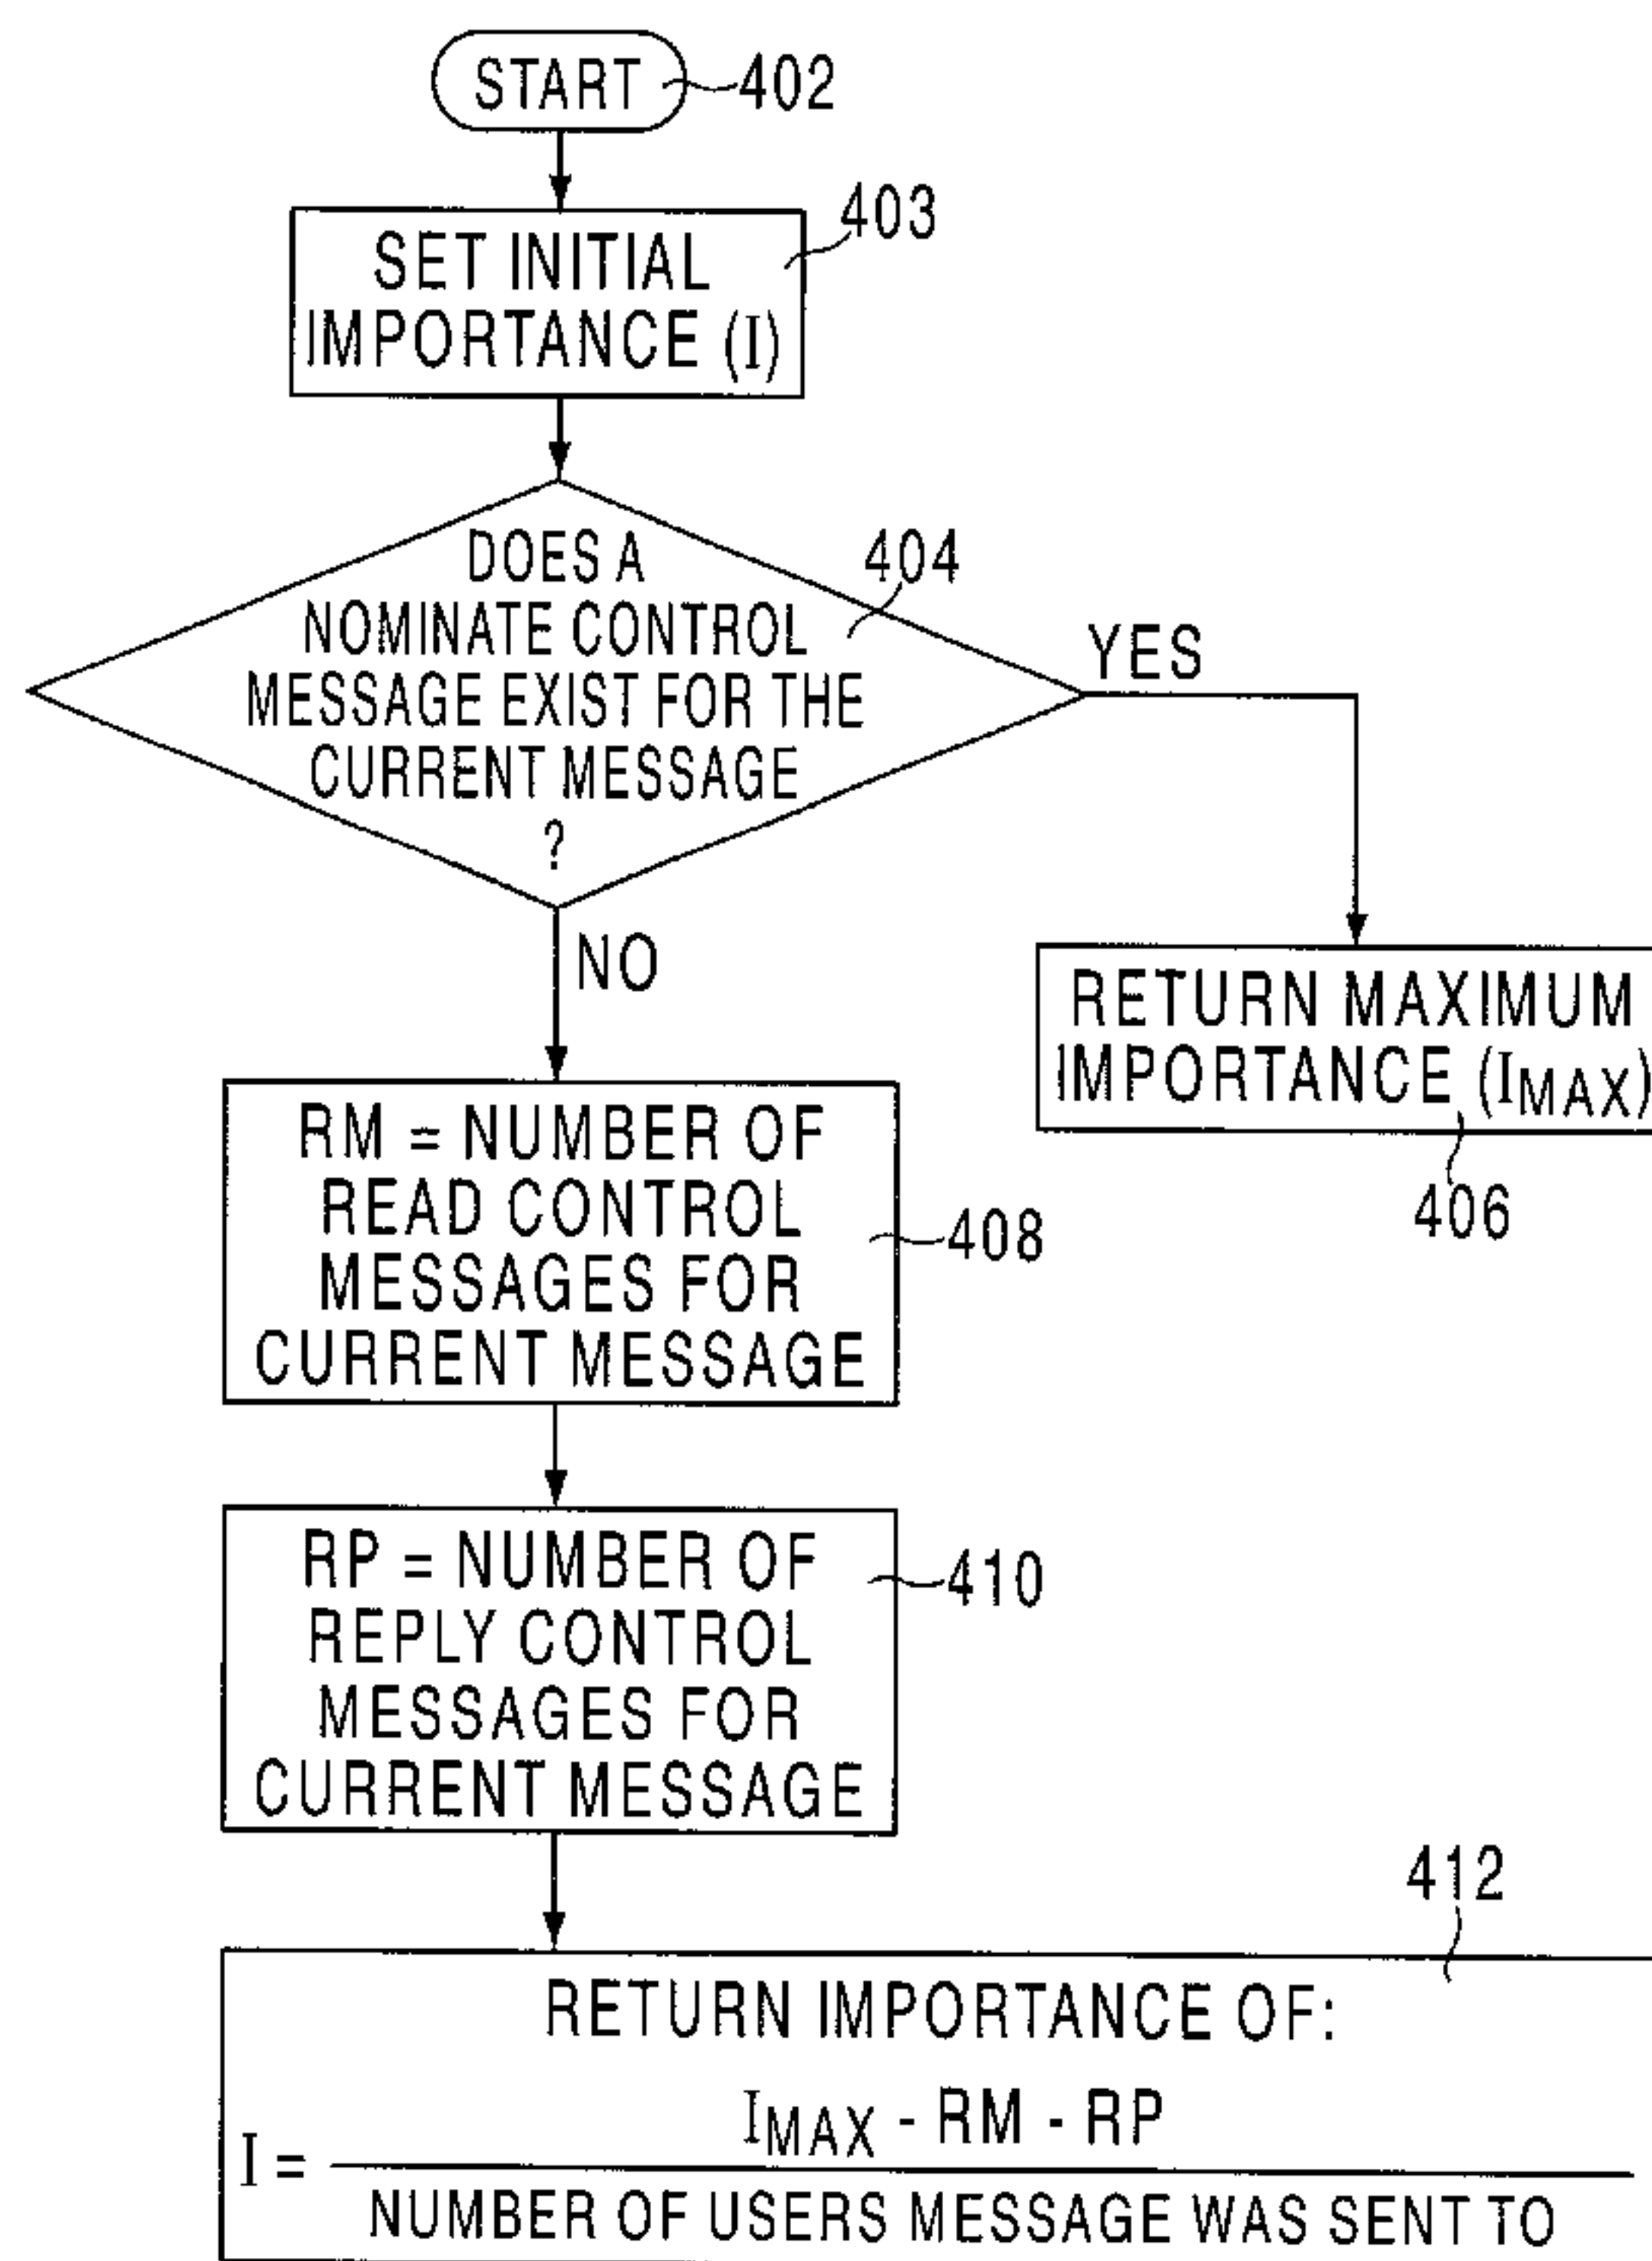 START 402
403
SET INITIAL
IMPORTANCE (I)
404
DOES A
NOMINATE CONTROL
MESSAGE EXIST FOR THE
CURRENT MESSAGE
?
YES
NO
RETURN MAXIMUM
IMPORTANCE (IMAX)
406
RM = NUMBER OF
READ CONTROL
MESSAGES FOR
CURRENT MESSAGE
408
RP = NUMBER OF
REPLY CONTROL
MESSAGES FOR
CURRENT MESSAGE
410
412
RETURN IMPORTANCE OF:
IMAX - RM - RP
I =
NUMBER OF USERS MESSAGE WAS SENT TO